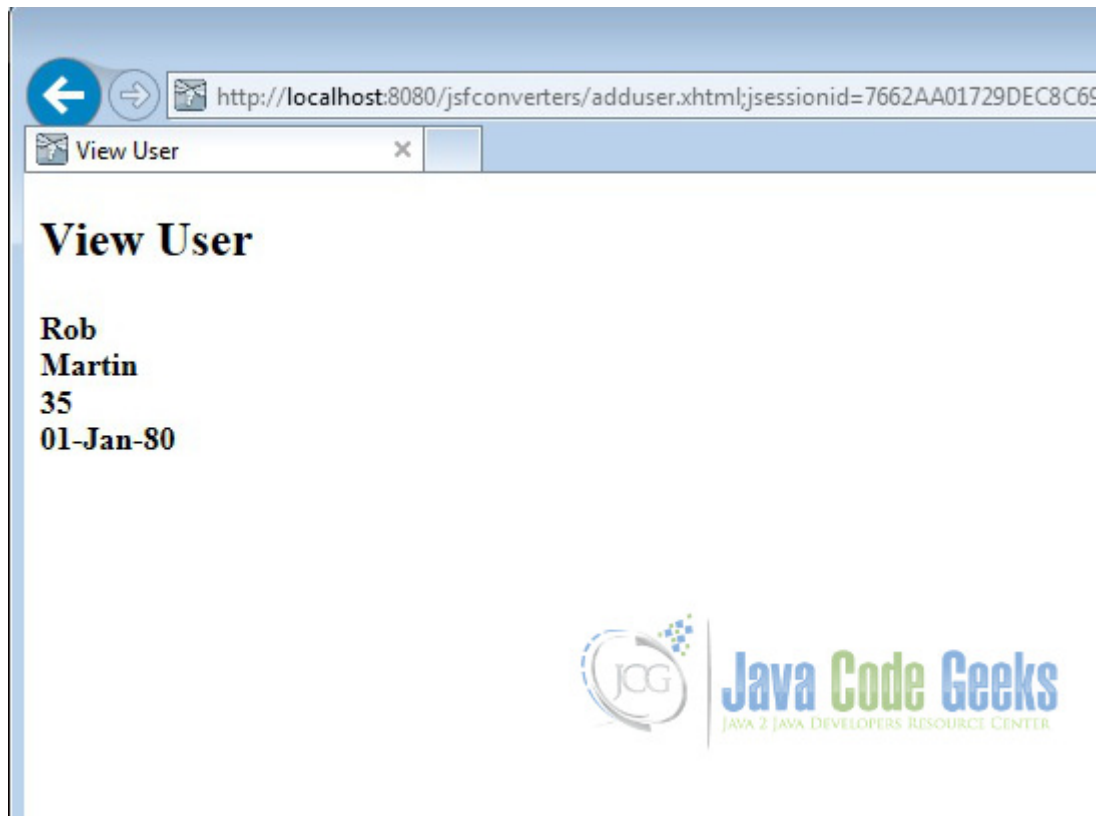 http://localhost:8080/jsfconverters/adduser.xhtml;jsessionid=7662AA01729DEC8C69
View User
View User
Rob
Martin
35
01-Jan-80
JCG
Java Code Geeks
JAVA 2 JAVA DEVELOPERS RESOURCE CENTER